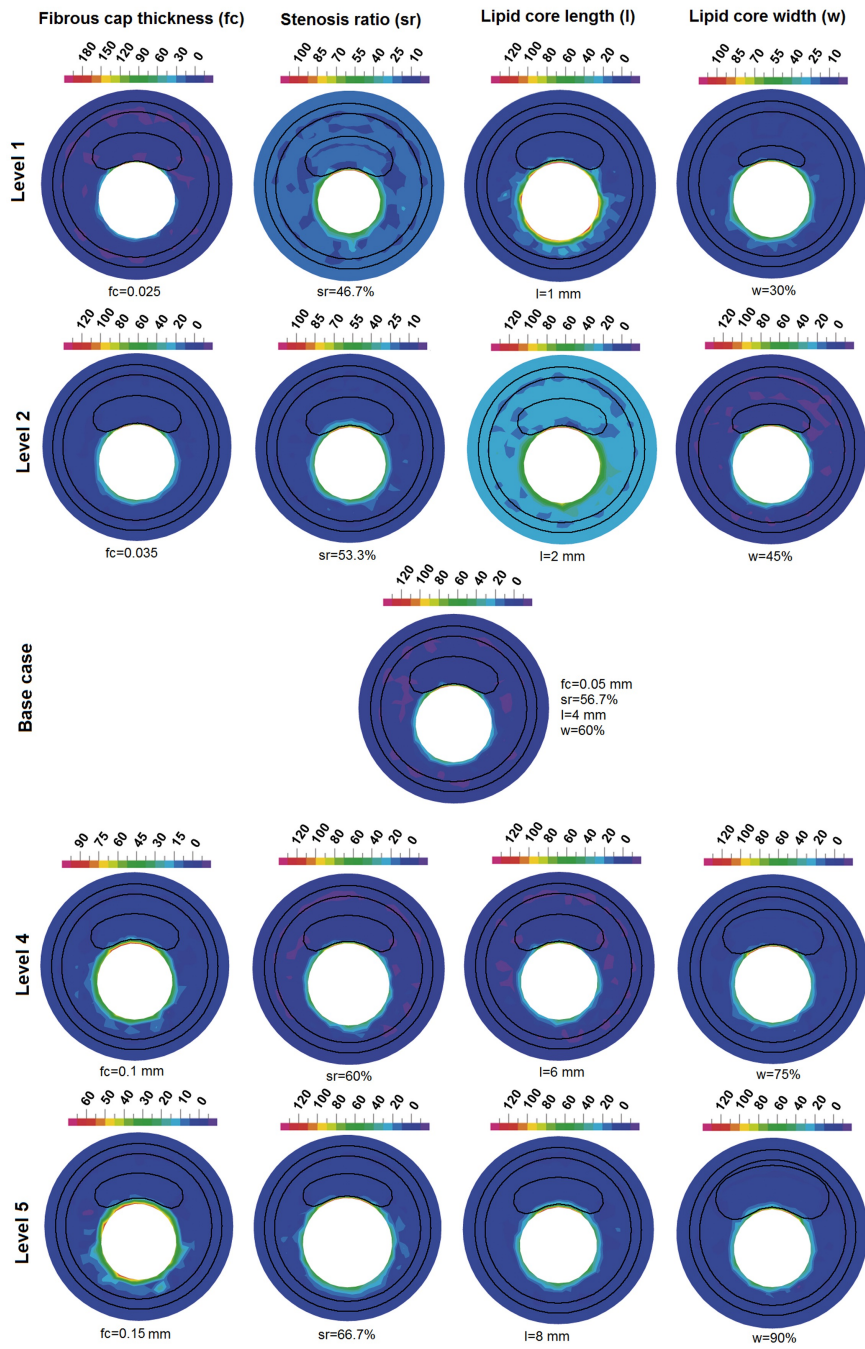 Fibrous cap thickness (fc) Stenosis ratio (sr) Lipid core length (l) Lipid core width (w)
180 150 120 90 60 30 0 100 85 70 55 40 25 10 120 100 80 60 40 20 0 100 85 70 55 40 25 10
Level 1
fc=0.025 sr=46.7% l=1 mm w=30%
120 100 80 60 40 20 0 100 85 70 55 40 25 10 120 100 80 60 40 20 0 120 100 80 60 40 20 0
Level 2
fc=0.035 sr=53.3% l=2 mm w=45%
120 100 80 60 40 20 0
Base case
fc=0.05 mm
sr=56.7%
l=4 mm
w=60%
90 75 60 45 30 15 0 120 100 80 60 40 20 0 120 100 80 60 40 20 0 120 100 80 60 40 20 0
Level 4
fc=0.1 mm sr=60% l=6 mm w=75%
60 50 40 30 20 10 0 120 100 80 60 40 20 0 120 100 80 60 40 20 0 120 100 80 60 40 20 0
Level 5
fc=0.15 mm sr=66.7% l=8 mm w=90%